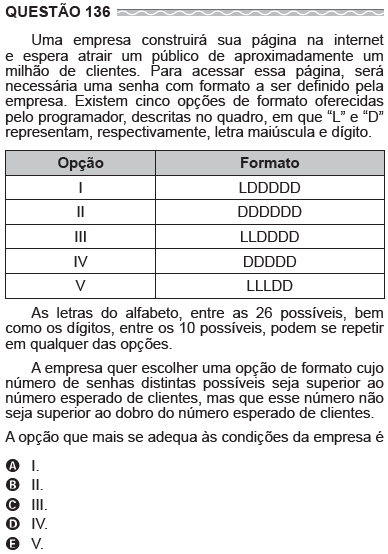 QUESTÃO 136
Uma empresa construirá sua página na internet
e espera atrair um público de aproximadamente um
milhão de clientes. Para acessar essa página, será
necessária uma senha com formato a ser definido pela
empresa. Existem cinco opções de formato oferecidas
pelo programador, descritas no quadro, em que “L” e “D”
representam, respectivamente, letra maiúscula e dígito.
Opção Formato
I LDDDDD
II DDDDDD
III LLDDDD
IV DDDDD
V LLLDD
As letras do alfabeto, entre as 26 possíveis, bem
como os dígitos, entre os 10 possíveis, podem se repetir
em qualquer das opções.
A empresa quer escolher uma opção de formato cujo
número de senhas distintas possíveis seja superior ao
número esperado de clientes, mas que esse número não
seja superior ao dobro do número esperado de clientes.
A opção que mais se adequa às condições da empresa é
A I.
B II.
C III.
D IV.
E V.